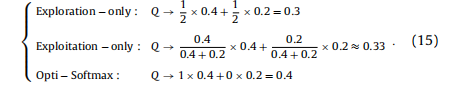 Exploration – only : Q → 1/2 × 0.4 + 1/2 × 0.2 = 0.3
Exploitation – only : Q → 0.4/(0.4 + 0.2) × 0.4 + 0.2/(0.4 + 0.2) × 0.2 ≈ 0.33 . (15)
Opti – Softmax : Q → 1 × 0.4 + 0 × 0.2 = 0.4